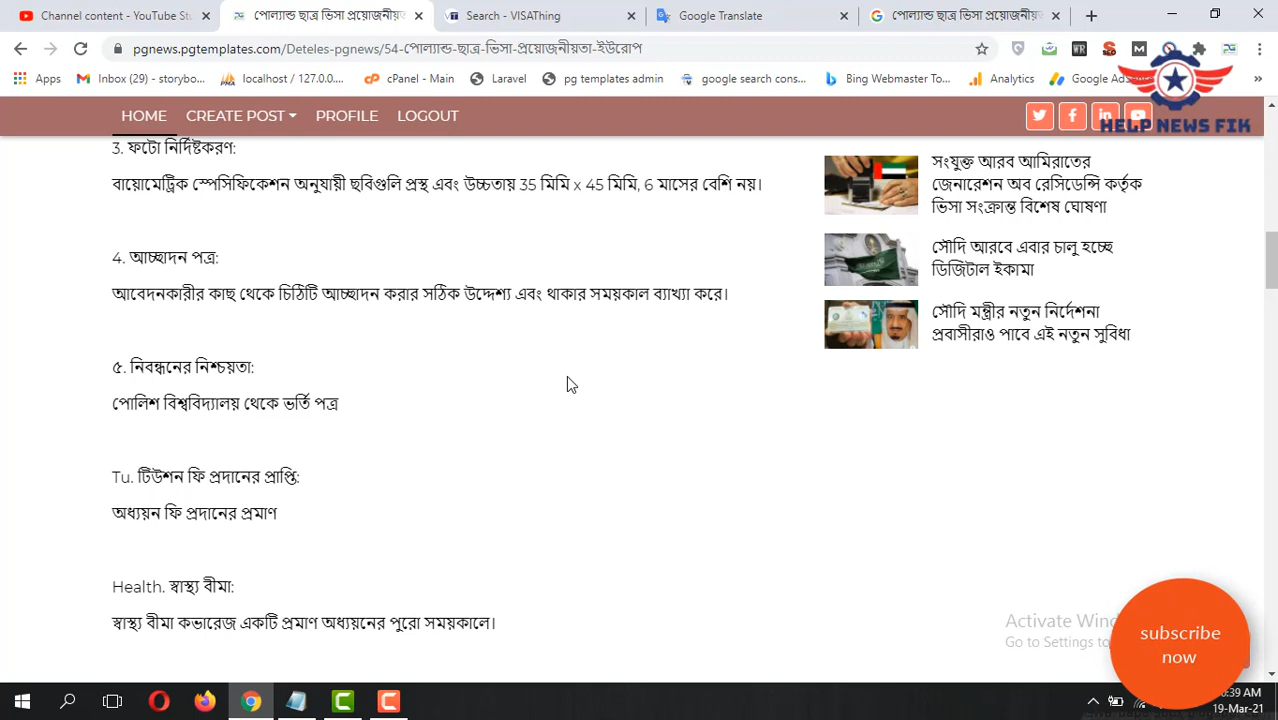 Channel content - YouTube Stu
পোল্যান্ড ছাত্র ভিসা প্রয়োজনীয়ত
Search - VISAThing
Google Translate
পোল্যান্ড ছাত্র ভিসা প্রয়োজনীয়ত
pgnews.pgtemplates.com/Deteles-pgnews/54-পোল্যান্ড-ছাত্র-ভিসা-প্রয়োজনীয়তা-ইউরোপ
Apps
Inbox (29) - storybo...
localhost / 127.0.0....
cPanel - Main
Laravel
pg templates admin
google search cons...
Bing Webmaster To...
Analytics
Google AdSense
HOME
CREATE POST
PROFILE
LOGOUT
HELP NEWS FIK
3. ফটো নির্দিষ্টকরণ:
বায়োমেট্রিক স্পেসিফিকেশন অনুযায়ী ছবিগুলি প্রস্থ এবং উচ্চতায় 35 মিমি x 45 মিমি, 6 মাসের বেশি নয়।
4. আচ্ছাদন পত্র:
আবেদনকারীর কাছ থেকে চিঠিটি আচ্ছাদন করার সঠিক উদ্দেশ্য এবং থাকার সময়কাল ব্যাখ্যা করে।
৫. নিবন্ধনের নিশ্চয়তা:
পোলিশ বিশ্ববিদ্যালয় থেকে ভর্তি পত্র
Tu. টিউশন ফি প্রদানের প্রাপ্তি:
অধ্যয়ন ফি প্রদানের প্রমাণ
Health. স্বাস্থ্য বীমা:
স্বাস্থ্য বীমা কভারেজ একটি প্রমাণ অধ্যয়নের পুরো সময়কালে।
সংযুক্ত আরব আমিরাতের
জেনারেশন অব রেসিডেন্সি কর্তৃক
ভিসা সংক্রান্ত বিশেষ ঘোষণা
সৌদি আরবে এবার চালু হচ্ছে
ডিজিটাল ইকামা
সৌদি মন্ত্রীর নতুন নির্দেশনা
প্রবাসীরাও পাবে এই নতুন সুবিধা
Activate Win
Go to Settings to
subscribe
now
:39 AM
19-Mar-21